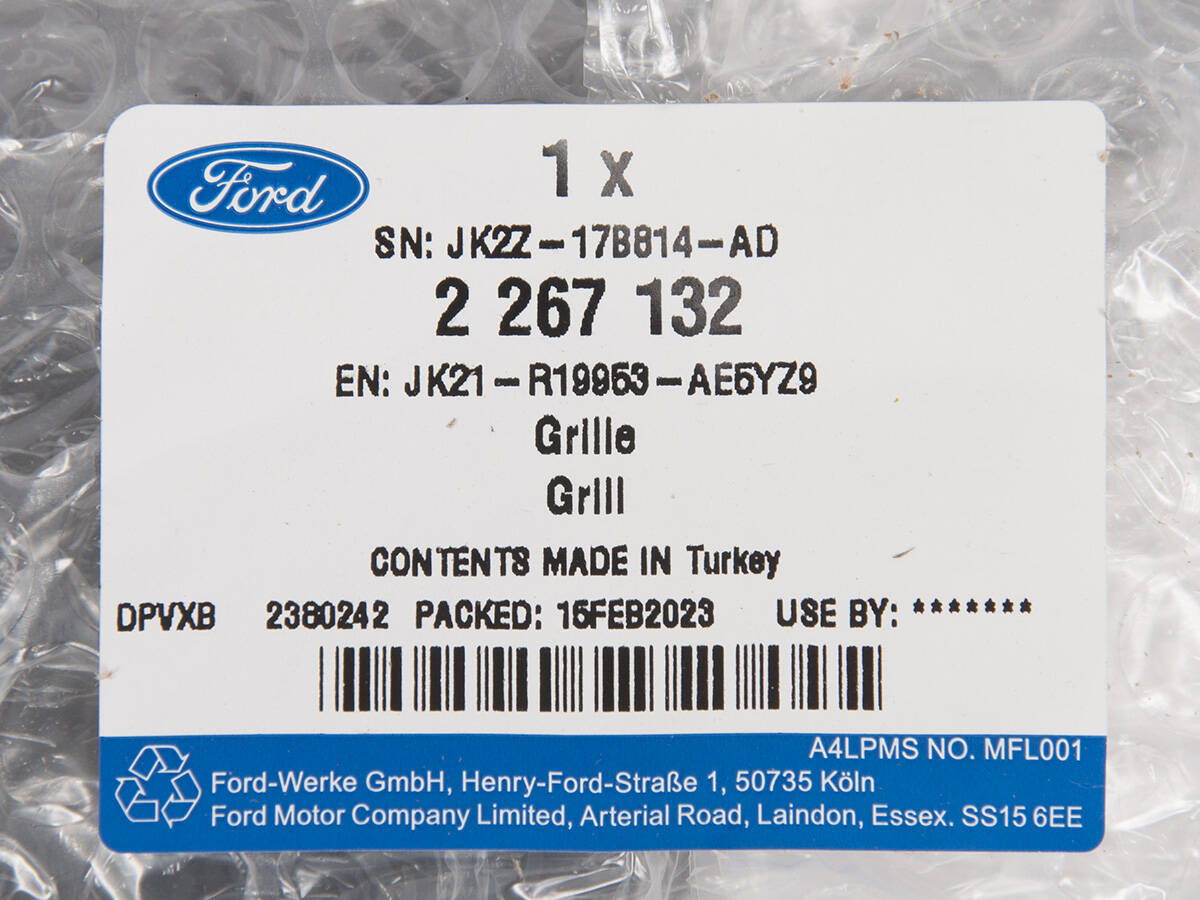 Ford
1 x
SN: JK2Z-17B814-AD
2 267 132
EN: JK21-R19953-AE5YZ9
Grille
Grill
CONTENTS MADE IN Turkey
DPVXB 2380242 PACKED: 15FEB2023 USE BY: *******
A4LPMS NO. MFL001
Ford-Werke GmbH, Henry-Ford-Straße 1, 50735 Köln
Ford Motor Company Limited, Arterial Road, Laindon, Essex. SS15 6EE